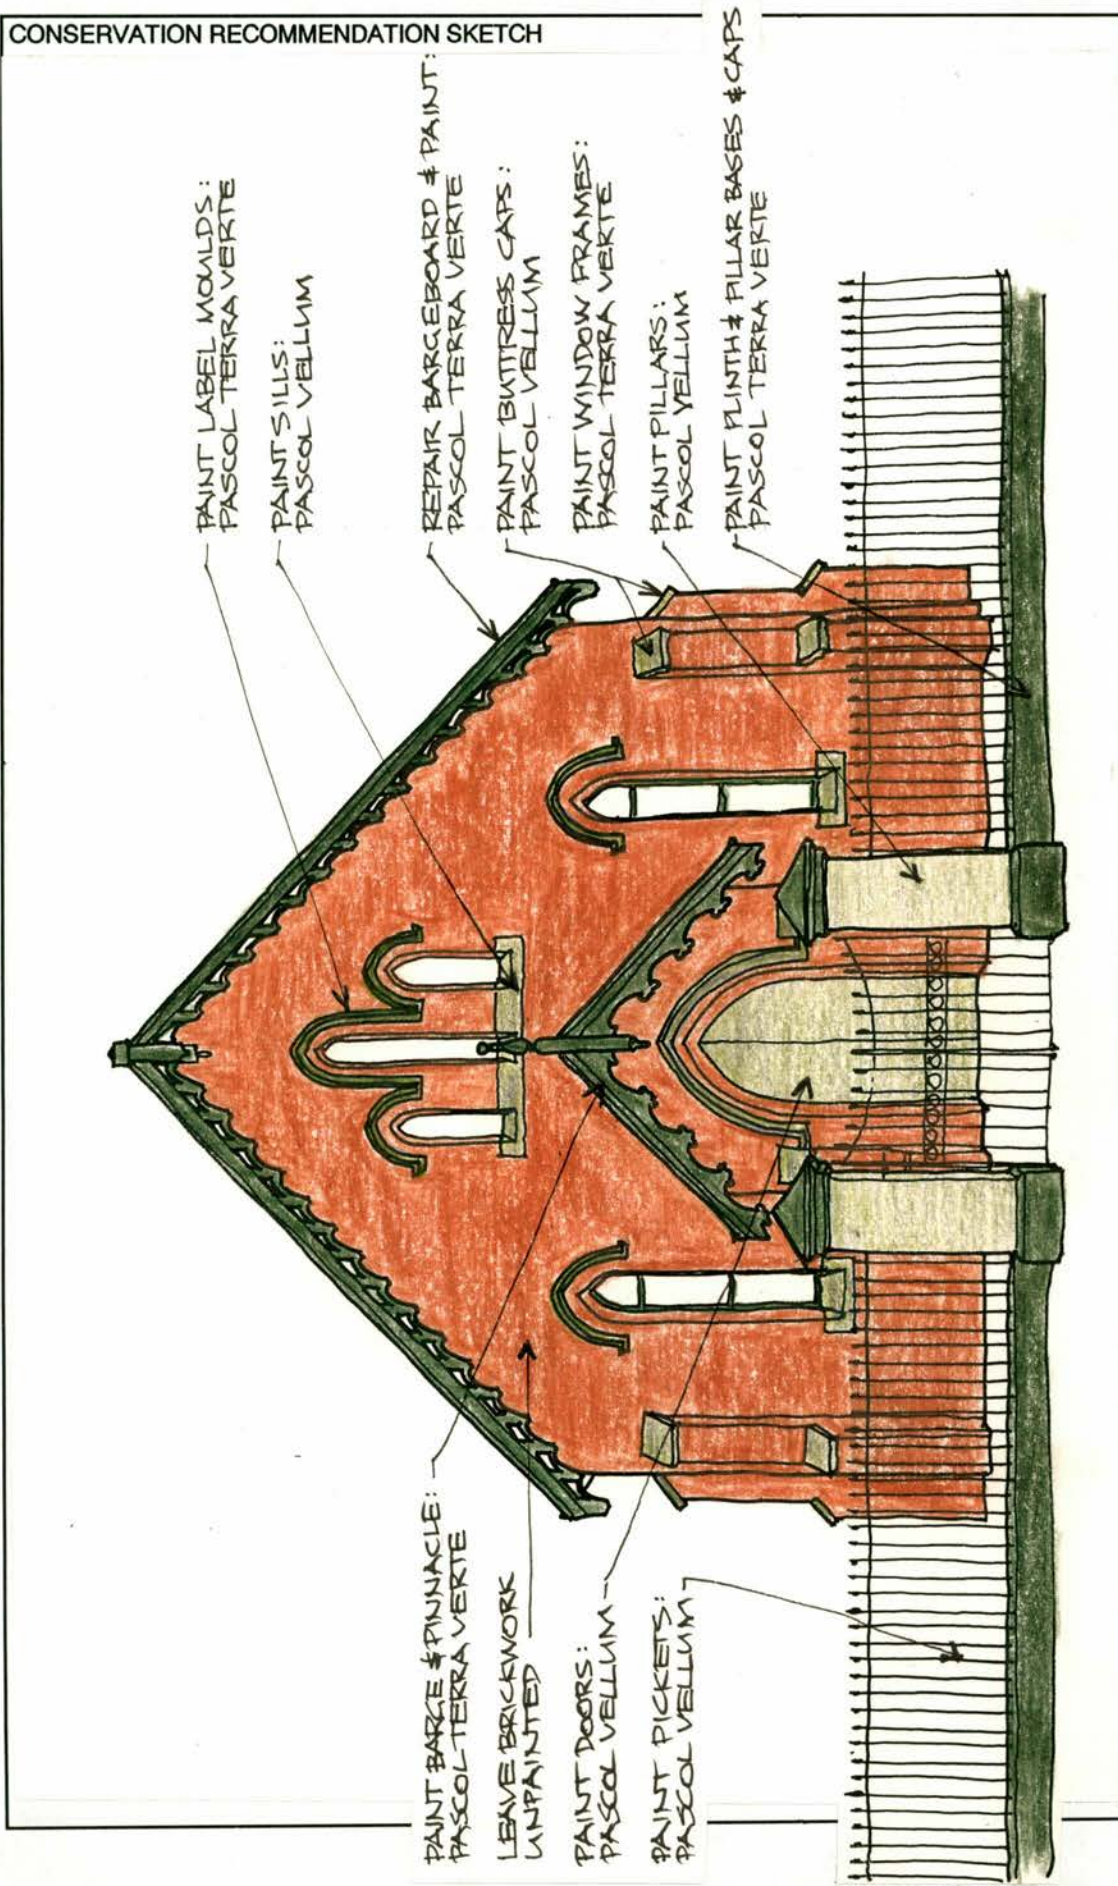 CONSERVATION RECOMMENDATION SKETCH
PAINT LABEL MOULDS:
PASCOL TERRA VERTE
PAINT SILLS:
PASCOL VELLUM
REPAIR BARGEBOARD & PAINT:
PASCOL TERRA VERTE
PAINT BUTTRESS CAPS:
PASCOL VELLUM
PAINT WINDOW FRAMES:
PASCOL TERRA VERTE
PAINT PILLARS:
PASCOL VELLUM
PAINT PLINTH & PILLAR BASES & CAPS
PASCOL TERRA VERTE
PAINT BARGE & PINNACLE:
PASCOL TERRA VERTE
LEAVE BRICKWORK
UNPAINTED
PAINT DOORS:
PASCOL VELLUM
PAINT PICKETS:
PASCOL VELLUM